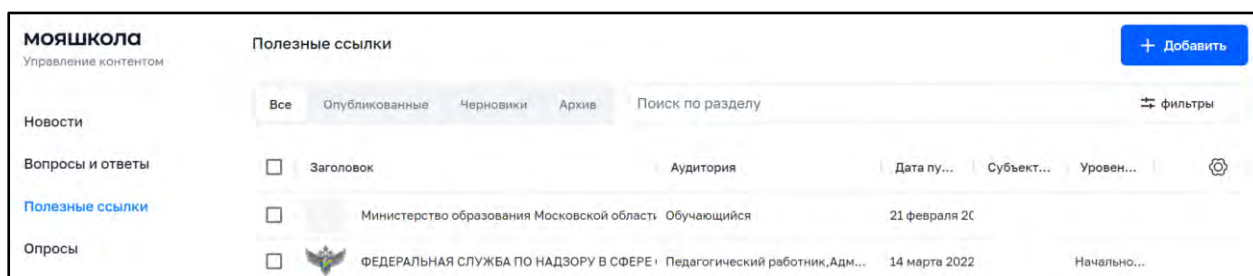 мояшкола
Управление контентом
Полезные ссылки
+ Добавить
Все Опубликованные Черновики Архив Поиск по разделу фильтры
Новости
Вопросы и ответы
Полезные ссылки
Опросы
Заголовок Аудитория Дата пу... Субъект... Уровен...
Министерство образования Московской област Обучающийся 21 февраля 20
ФЕДЕРАЛЬНАЯ СЛУЖБА ПО НАДЗОРУ В СФЕРЕ Педагогический работник,Адм... 14 марта 2022 Начально...